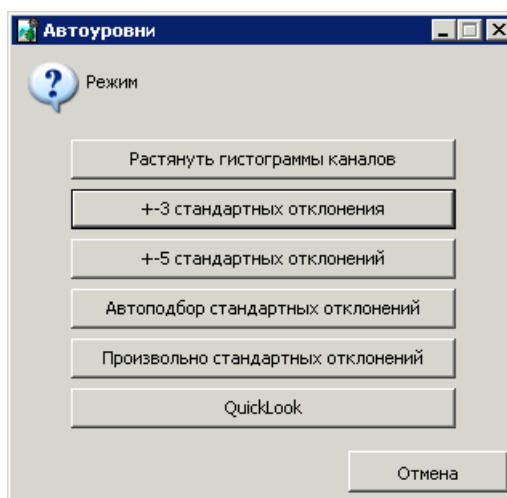 Автоуровни
Режим
Растянуть гистограммы каналов
+-3 стандартных отклонения
+-5 стандартных отклонений
Автоподбор стандартных отклонений
Произвольно стандартных отклонений
QuickLook
Отмена